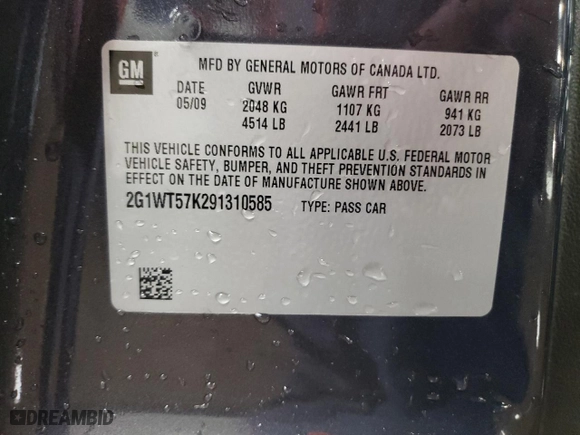 GM
MFD BY GENERAL MOTORS OF CANADA LTD.
DATE GVWR GAWR FRT GAWR RR
05/09 2048 KG 1107 KG 941 KG
4514 LB 2441 LB 2073 LB
THIS VEHICLE CONFORMS TO ALL APPLICABLE U.S. FEDERAL MOTOR
VEHICLE SAFETY, BUMPER, AND THEFT PREVENTION STANDARDS IN
EFFECT ON THE DATE OF MANUFACTURE SHOWN ABOVE.
2G1WT57K291310585 TYPE: PASS CAR
DREAMBID